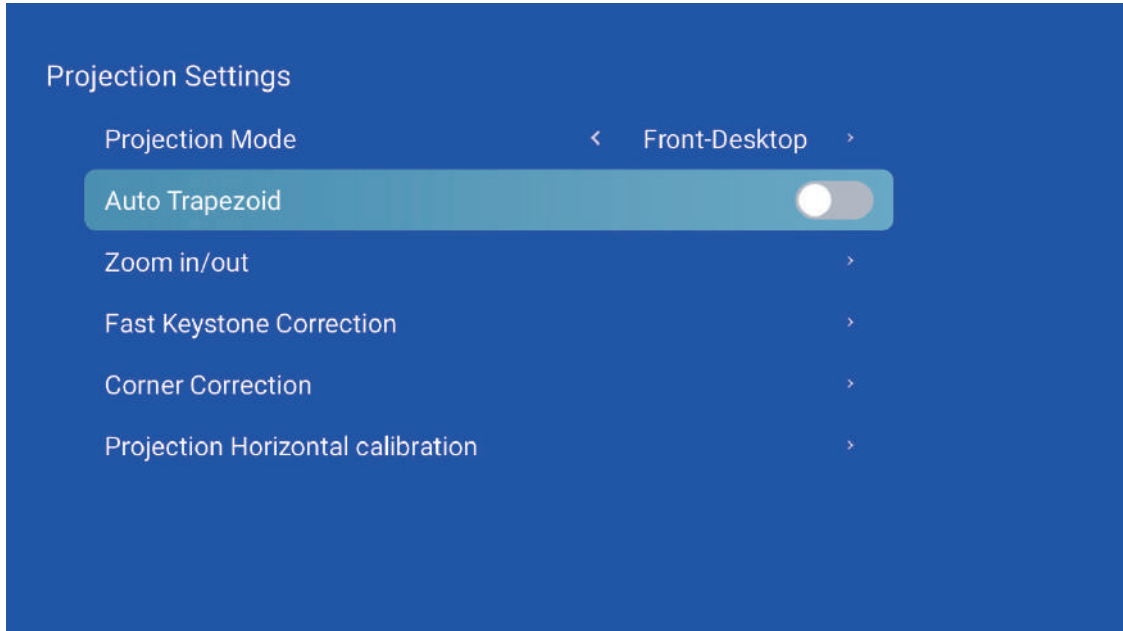 Projection Settings
Projection Mode < Front-Desktop >
Auto Trapezoid
Zoom in/out >
Fast Keystone Correction >
Corner Correction >
Projection Horizontal calibration >